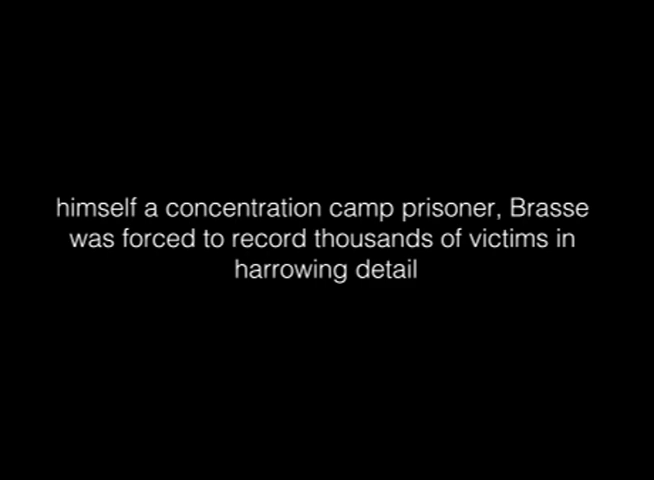 himself a concentration camp prisoner, Brasse
was forced to record thousands of victims in
harrowing detail